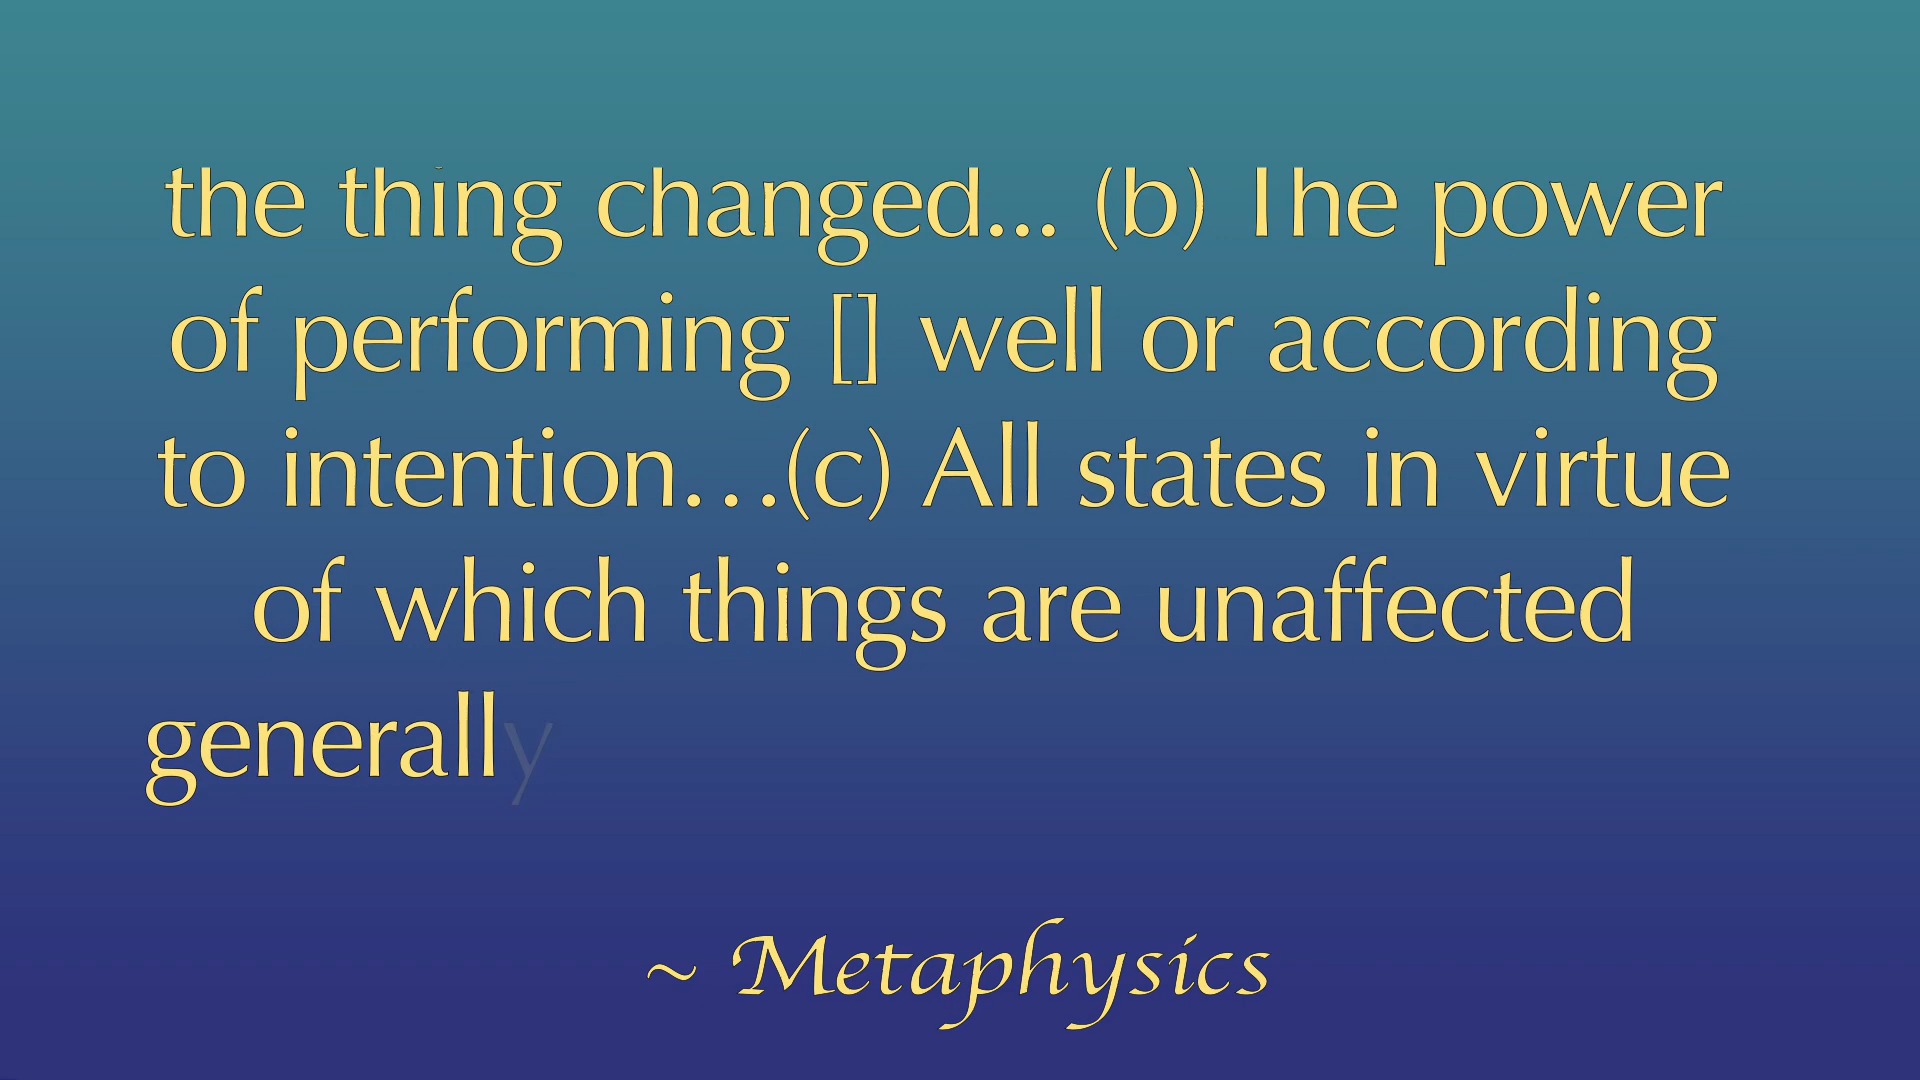 the thing changed... (b) The power
of performing [] well or according
to intention...(c) All states in virtue
of which things are unaffected
generally
~ Metaphysics